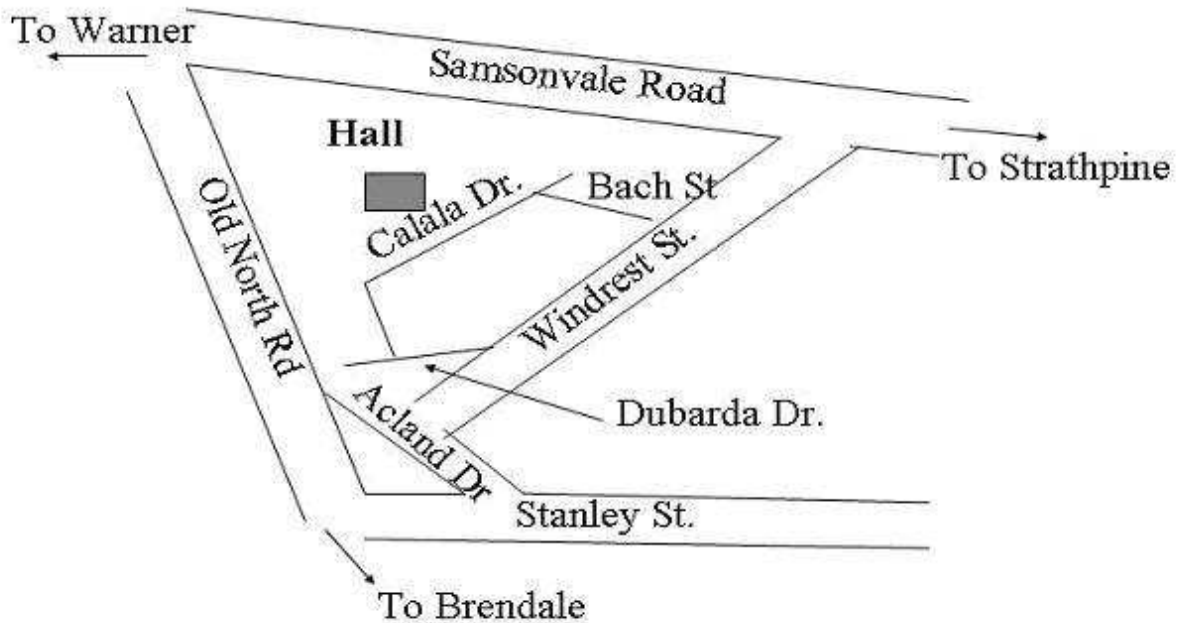 To Warner
Samsonvale Road
Hall
To Strathpine
Bach St
Calala Dr.
Old North Rd
Windrest St.
Dubarda Dr.
Acland Dr
Stanley St.
To Brendale